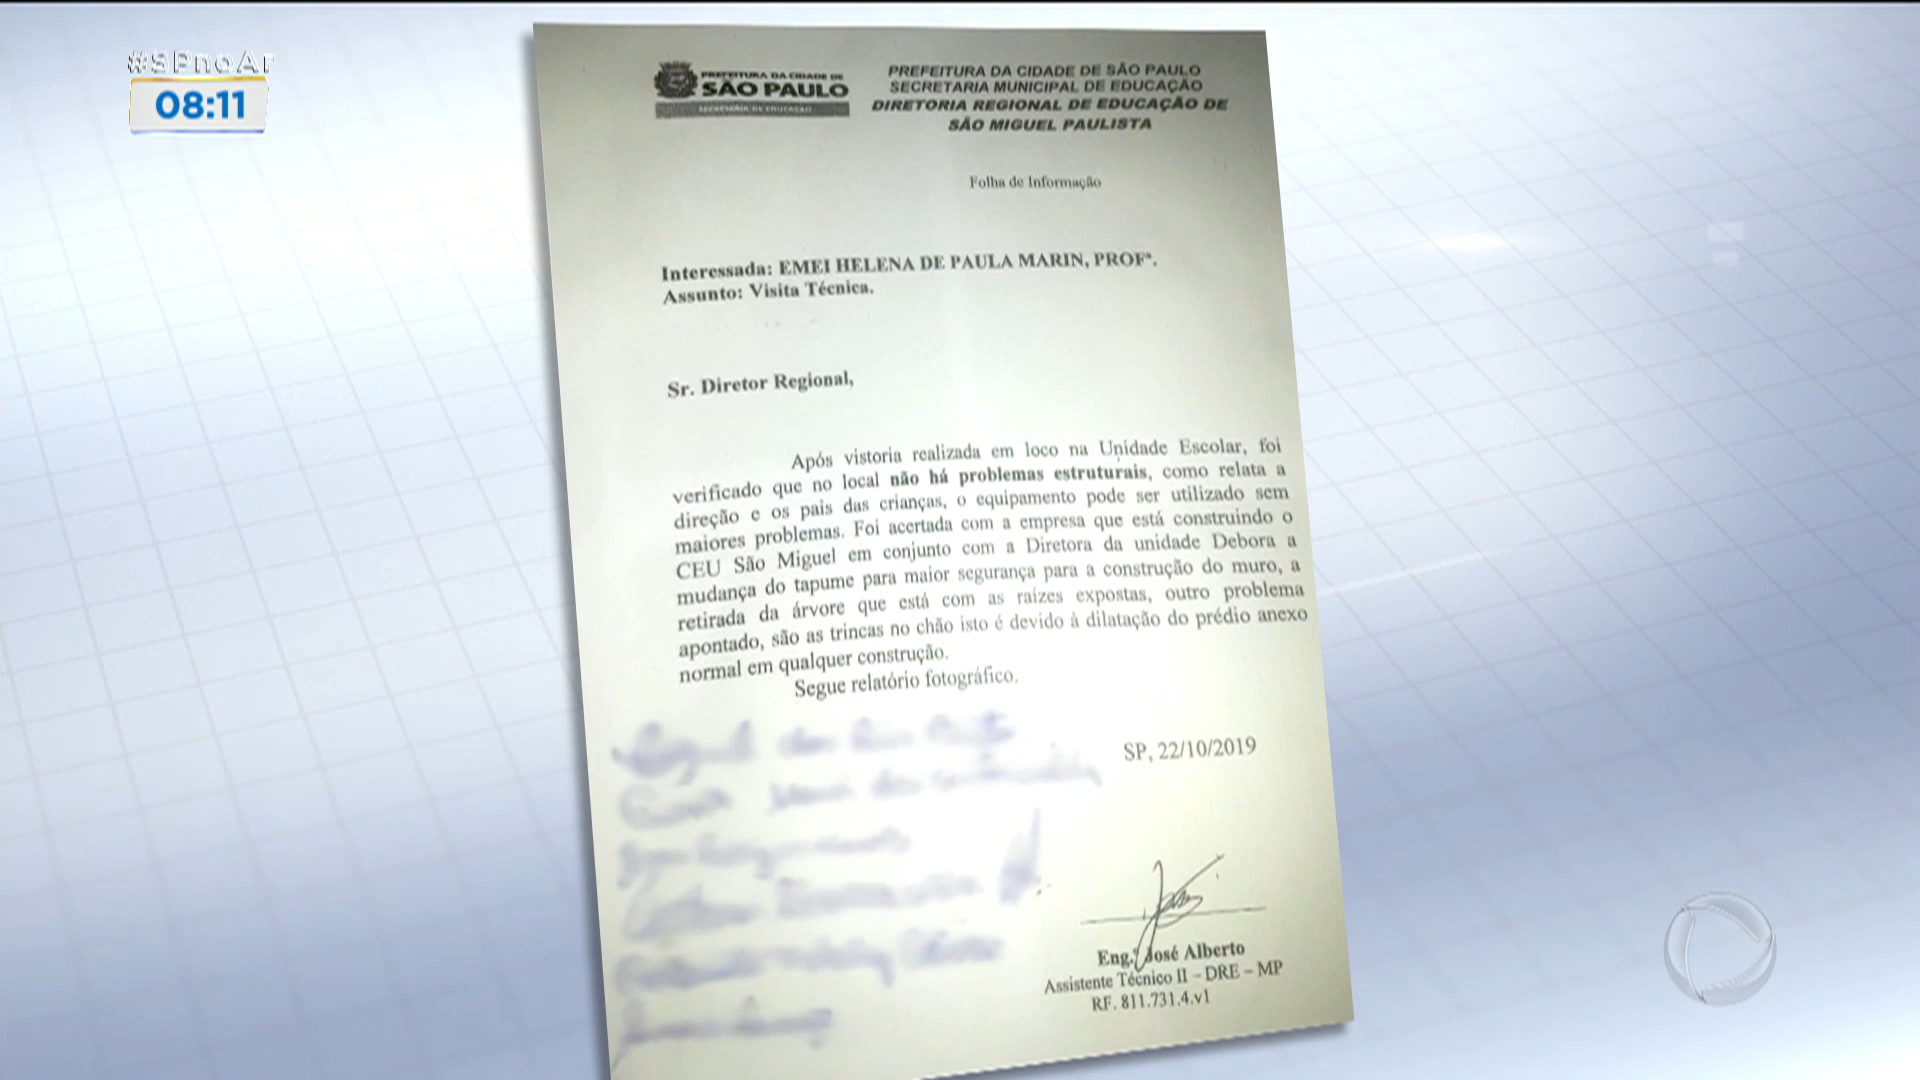 #SPnoAr
08:11
PREFEITURA DA CIDADE DE
SÃO PAULO
SECRETARIA DE EDUCAÇÃO
PREFEITURA DA CIDADE DE SÃO PAULO
SECRETARIA MUNICIPAL DE EDUCAÇÃO
DIRETORIA REGIONAL DE EDUCAÇÃO DE
SÃO MIGUEL PAULISTA
Folha de Informação
Interessada: EMEI HELENA DE PAULA MARIN, PROFª.
Assunto: Visita Técnica.
Sr. Diretor Regional,
Após vistoria realizada em loco na Unidade Escolar, foi
verificado que no local não há problemas estruturais, como relata a
direção e os pais das crianças, o equipamento pode ser utilizado sem
maiores problemas. Foi acertada com a empresa que está construindo o
CEU São Miguel em conjunto com a Diretora da unidade Debora a
mudança do tapume para maior segurança para a construção do muro, a
retirada da árvore que está com as raízes expostas, outro problema
apontado, são as trincas no chão isto é devido à dilatação do prédio anexo
normal em qualquer construção.
Segue relatório fotográfico.
SP, 22/10/2019
Eng.º José Alberto
Assistente Técnico II – DRE – MP
RF. 811.731.4.v1